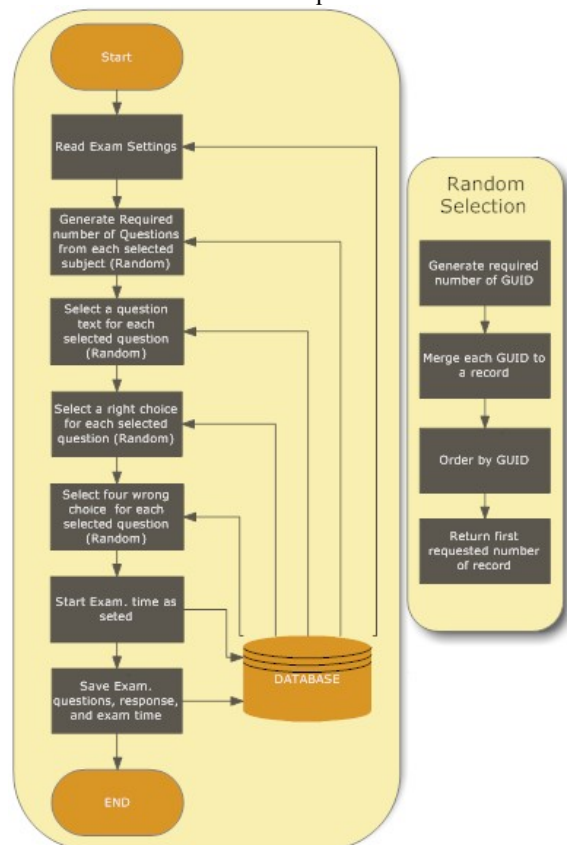 Start
Read Exam Settings
Generate Required
number of Questions
from each selected
subject (Random)
Select a question
text for each
selected question
(Random)
Select a right choice
for each selected
question (Random)
Select four wrong
choice for each
selected question
(Random)
Start Exam. time as
seted
Save Exam.
questions, response,
and exam time
END
DATABASE
Random
Selection
Generate required
number of GUID
Merge each GUID to
a record
Order by GUID
Return first
requested number
of record